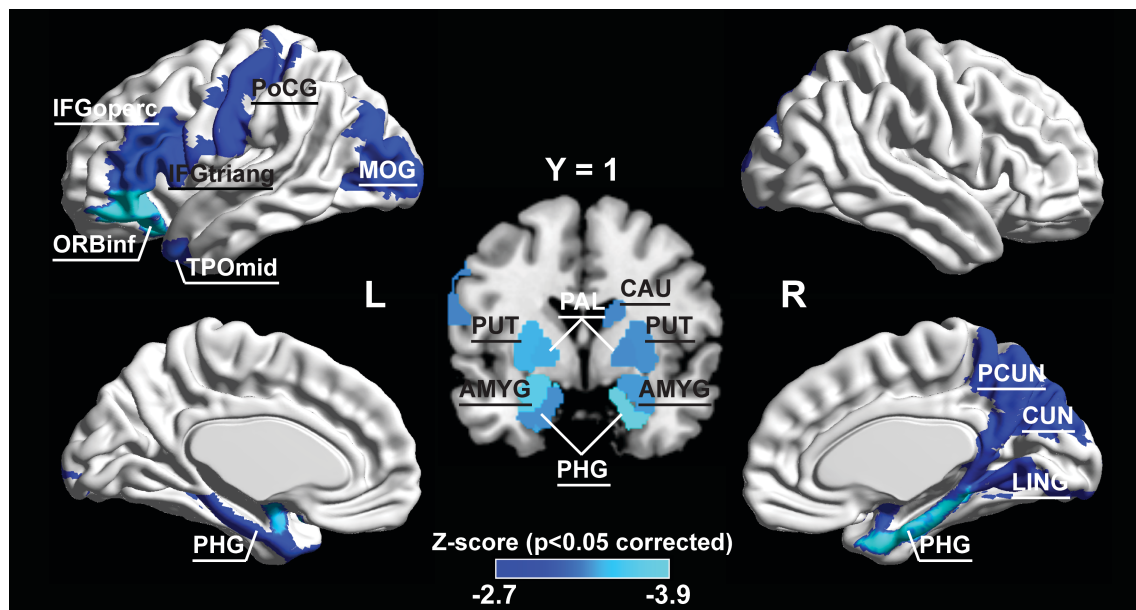 PoCG
IFGoperc
IFGtriang
MOG
ORBinf
TPOmid
Y = 1
L
R
CAU
PAL
PUT
PUT
AMYG
AMYG
PHG
PCUN
CUN
LING
PHG
PHG
Z-score (p<0.05 corrected)
-2.7
-3.9